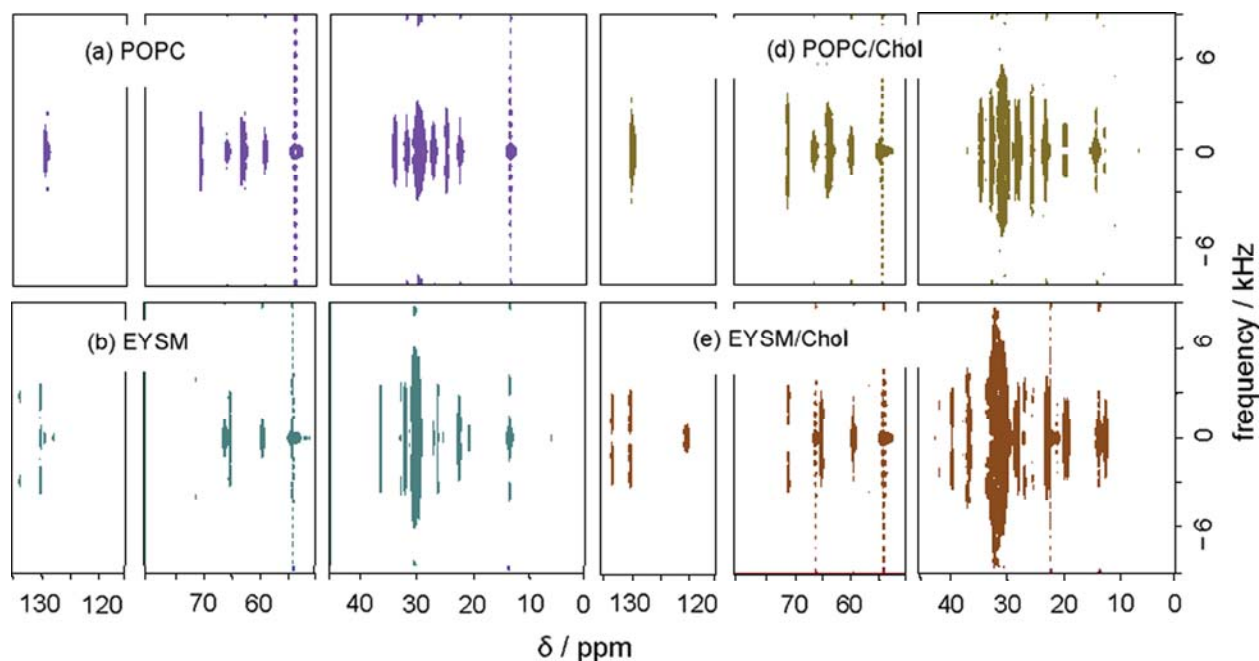 (a) POPC
(d) POPC/Chol
6
0
−6
(b) EYSM
(e) EYSM/Chol
6
0
−6
frequency / kHz
130 120 70 60 40 30 20 10 0 130 120 70 60 40 30 20 10 0
δ / ppm